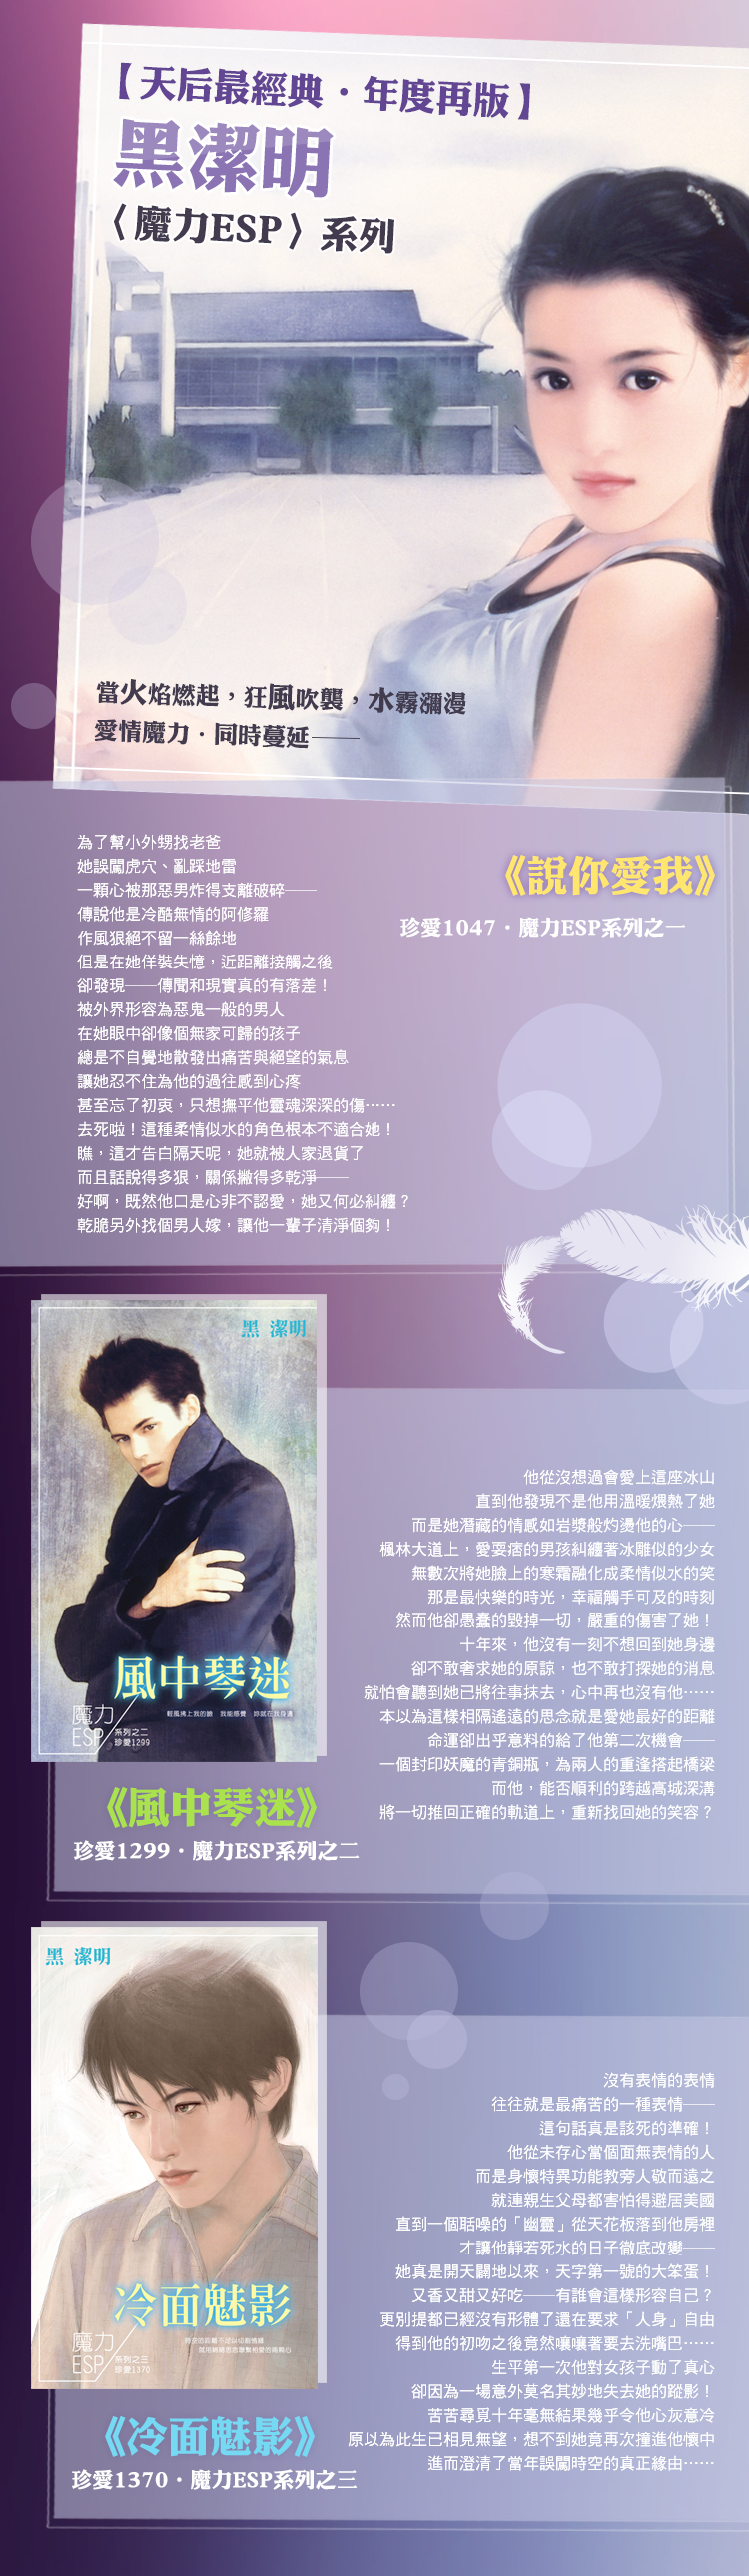 【天后最經典．年度再版】
黑潔明
〈魔力ESP〉系列
當火焰燃起，狂風吹襲，水霧瀰漫
愛情魔力．同時蔓延──
《說你愛我》
珍愛1047．魔力ESP系列之一
為了幫小外甥找老爸
她誤闖虎穴、亂踩地雷
一顆心被那惡男炸得支離破碎──
傳說他是冷酷無情的阿修羅
作風狠絕不留一絲餘地
但是在她佯裝失憶，近距離接觸之後
卻發現──傳聞和現實真的有落差！
被外界形容為惡鬼一般的男人
在她眼中卻像個無家可歸的孩子
總是不自覺地散發出痛苦與絕望的氣息
讓她忍不住為他的過往感到心疼
甚至忘了初衷，只想撫平他靈魂深深的傷……
去死啦！這種柔情似水的角色根本不適合她！
瞧，這才告白隔天呢，她就被人家退貨了
而且話說得多狠，關係撇得多乾淨──
好啊，既然他口是心非不認愛，她又何必糾纏？
乾脆另外找個男人嫁，讓他一輩子清淨個夠！
黑 潔明
風中琴迷
輕風拂上我的臉 我能感覺 妳就在我身邊
魔力
ESP
系列之二
珍愛1299
《風中琴迷》
珍愛1299．魔力ESP系列之二
他從沒想過會愛上這座冰山
直到他發現不是他用溫暖煨熱了她
而是她潛藏的情感如岩漿般灼燙他的心──
楓林大道上，愛耍痞的男孩糾纏著冰雕似的少女
無數次將她臉上的寒霜融化成柔情似水的笑
那是最快樂的時光，幸福觸手可及的時刻
然而他卻愚蠢的毀掉一切，嚴重的傷害了她！
十年來，他沒有一刻不想回到她身邊
卻不敢奢求她的原諒，也不敢打探她的消息
就怕會聽到她已將往事抹去，心中再也沒有他……
本以為這樣相隔遙遠的思念就是愛她最好的距離
命運卻出乎意料的給了他第二次機會──
一個封印妖魔的青銅瓶，為兩人的重逢搭起橋梁
而他，能否順利的跨越高城深溝
將一切推回正確的軌道上，重新找回她的笑容？
黑 潔明
冷面魅影
魔力
ESP
系列之三
珍愛1370
《冷面魅影》
珍愛1370．魔力ESP系列之三
沒有表情的表情
往往就是最痛苦的一種表情──
這句話真是該死的準確！
他從未存心當個面無表情的人
而是身懷特異功能教旁人敬而遠之
就連親生父母都害怕得避居美國
直到一個聒噪的「幽靈」從天花板落到他房裡
才讓他靜若死水的日子徹底改變──
她真是開天闢地以來，天字第一號的大笨蛋！
又香又甜又好吃──有誰會這樣形容自己？
更別提都已經沒有形體了還在要求「人身」自由
得到他的初吻之後竟然嚷嚷著要去洗嘴巴……
生平第一次他對女孩子動了真心
卻因為一場意外莫名其妙地失去她的蹤影！
苦苦尋覓十年毫無結果幾乎令他心灰意冷
原以為此生已相見無望，想不到她竟再次撞進他懷中
進而澄清了當年誤闖時空的真正緣由……